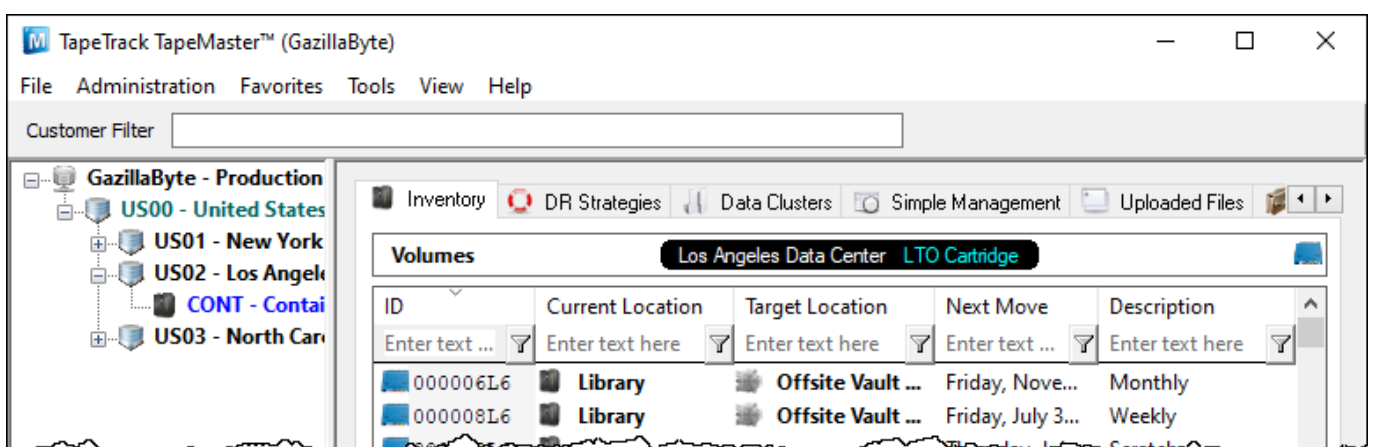 TapeTrack TapeMaster™ (GazillaByte)
File Administration Favorites Tools View Help
Customer Filter
GazillaByte - Production
US00 - United States
US01 - New York
US02 - Los Angele
CONT - Contai
US03 - North Car
Inventory DR Strategies Data Clusters Simple Management Uploaded Files
Volumes Los Angeles Data Center LTO Cartridge
ID Current Location Target Location Next Move Description
Enter text ... Enter text here Enter text here Enter text ... Enter text here
000006L6 Library Offsite Vault ... Friday, Nove... Monthly
000008L6 Library Offsite Vault ... Friday, July 3... Weekly